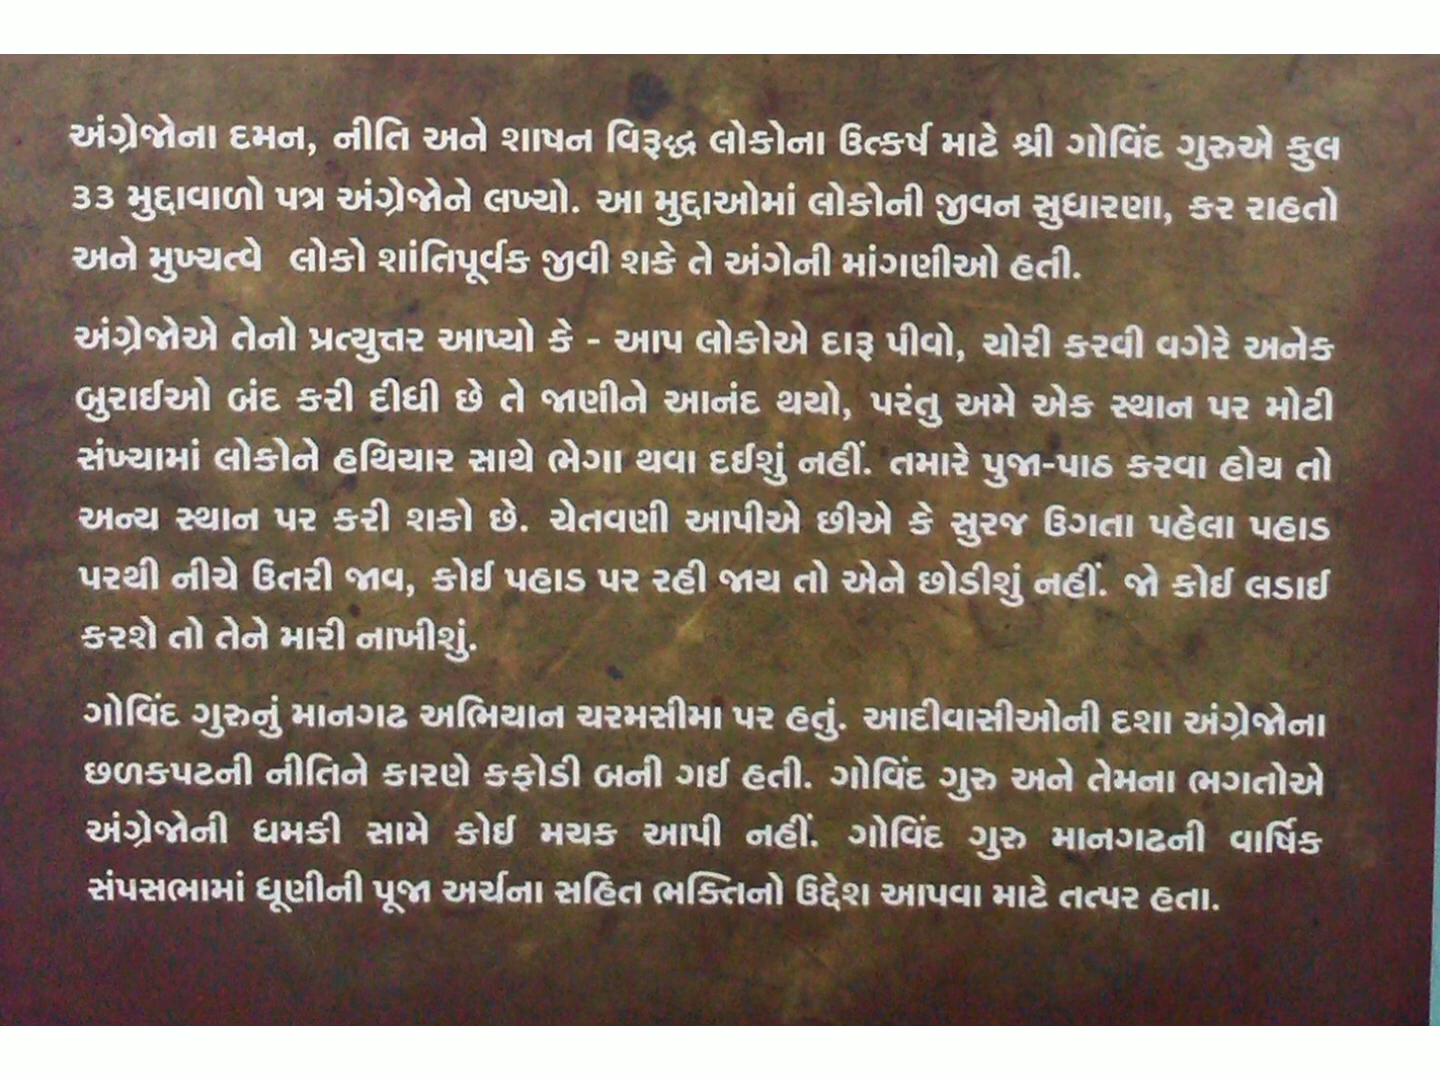 અંગ્રેજોના દમન, નીતિ અને શાષન વિરૂદ્ધ લોકોના ઉત્કર્ષ માટે શ્રી ગોવિંદ ગુરુએ કુલ
૩૩ મુદ્દાવાળો પત્ર અંગ્રેજોને લખ્યો. આ મુદ્દાઓમાં લોકોની જીવન સુધારણા, કર રાહતો
અને મુખ્યત્વે લોકો શાંતિપૂર્વક જીવી શકે તે અંગેની માંગણીઓ હતી.
અંગ્રેજોએ તેનો પ્રત્યુત્તર આપ્યો કે - આપ લોકોએ દારૂ પીવો, ચોરી કરવી વગેરે અનેક
બુરાઈઓ બંદ કરી દીધી છે તે જાણીને આનંદ થયો, પરંતુ અમે એક સ્થાન પર મોટી
સંખ્યામાં લોકોને હથિયાર સાથે ભેગા થવા દઈશું નહીં. તમારે પુજા-પાઠ કરવા હોય તો
અન્ય સ્થાન પર કરી શકો છે. ચેતવણી આપીએ છીએ કે સુરજ ઉગતા પહેલા પહાડ
પરથી નીચે ઉતરી જાવ, કોઈ પહાડ પર રહી જાય તો એને છોડીશું નહીં. જો કોઈ લડાઈ
કરશે તો તેને મારી નાખીશું.
ગોવિંદ ગુરુનું માનગઢ અભિયાન ચરમસીમા પર હતું. આદીવાસીઓની દશા અંગ્રેજોના
છળકપટની નીતિને કારણે કફોડી બની ગઈ હતી. ગોવિંદ ગુરુ અને તેમના ભગતોએ
અંગ્રેજોની ધમકી સામે કોઈ મચક આપી નહીં. ગોવિંદ ગુરુ માનગઢની વાર્ષિક
સંપસભામાં ધૂણીની પૂજા અર્ચના સહિત ભક્તિનો ઉદ્દેશ આપવા માટે તત્પર હતા.